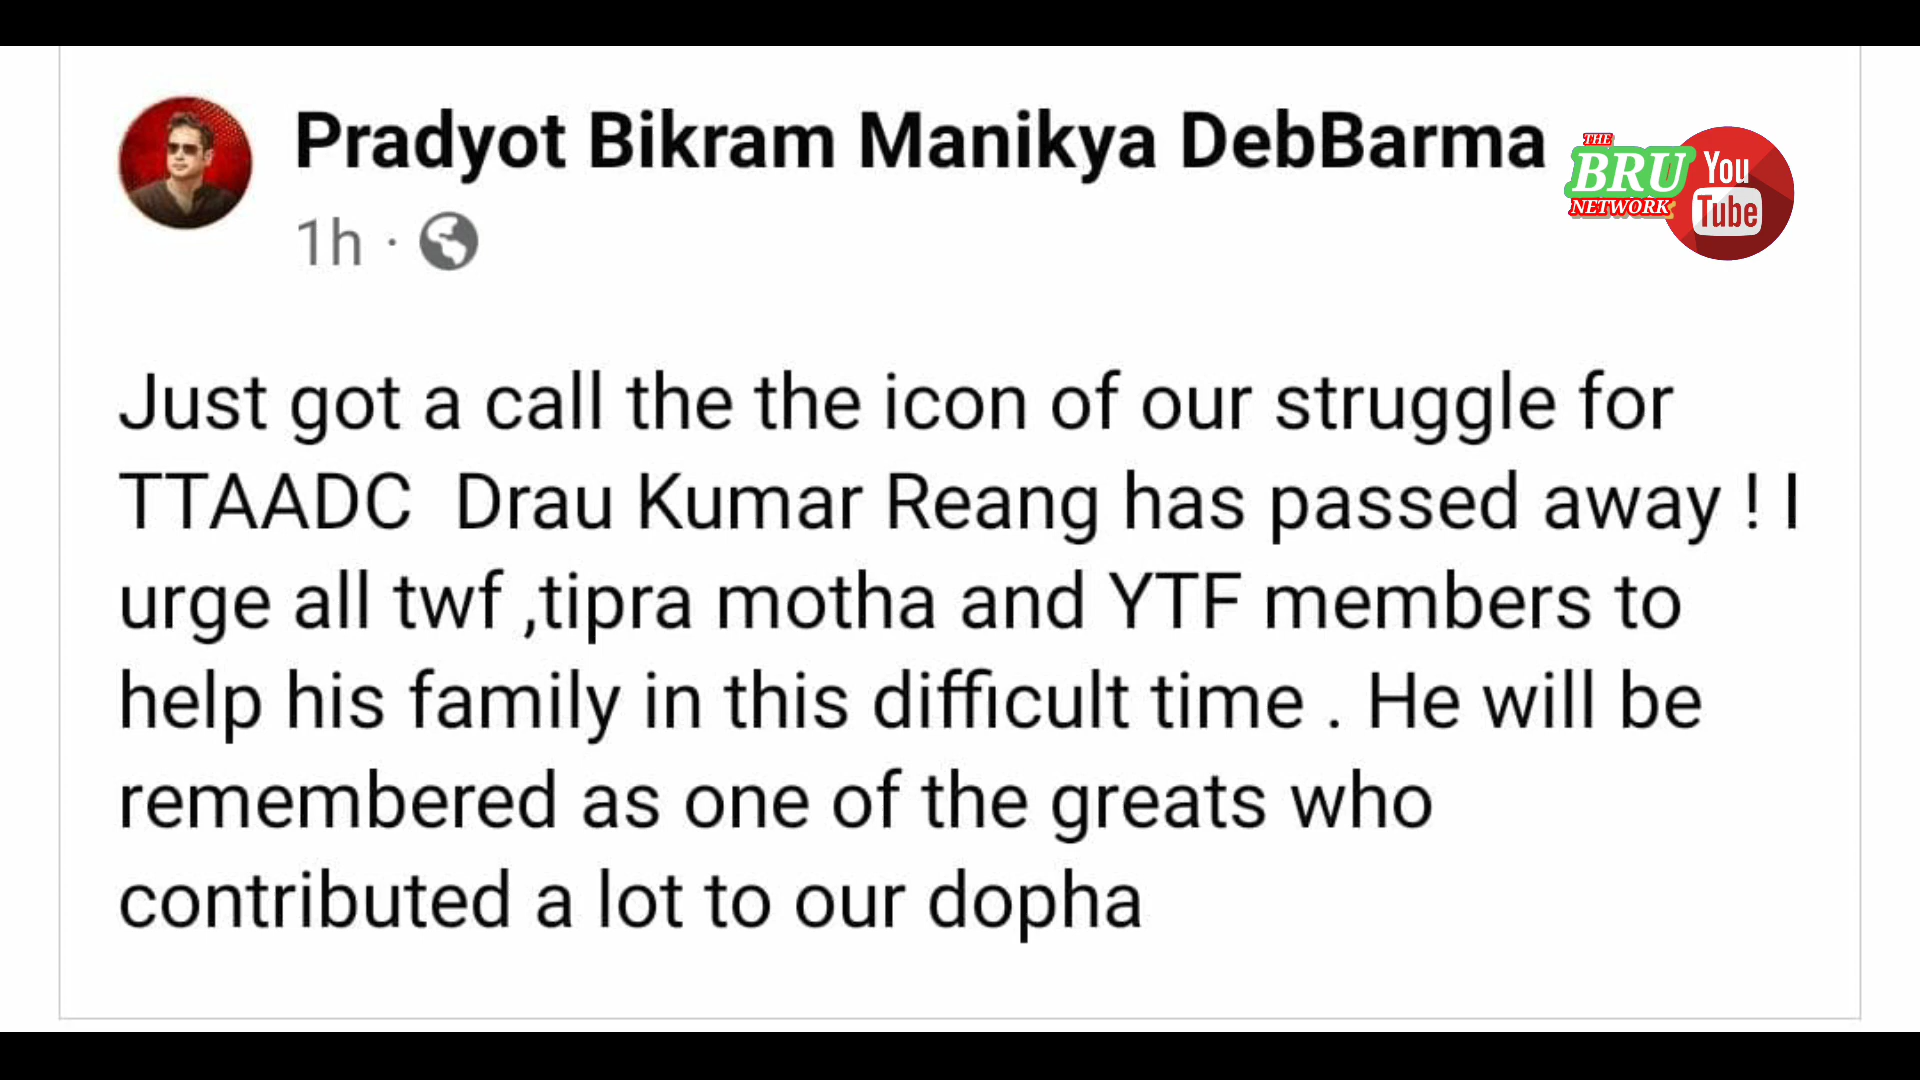 Pradyot Bikram Manikya DebBarma
THE
BRU
NETWORK
You
Tube
1h ·
Just got a call the the icon of our struggle for
TTAADC Drau Kumar Reang has passed away ! I
urge all twf ,tipra motha and YTF members to
help his family in this difficult time . He will be
remembered as one of the greats who
contributed a lot to our dopha